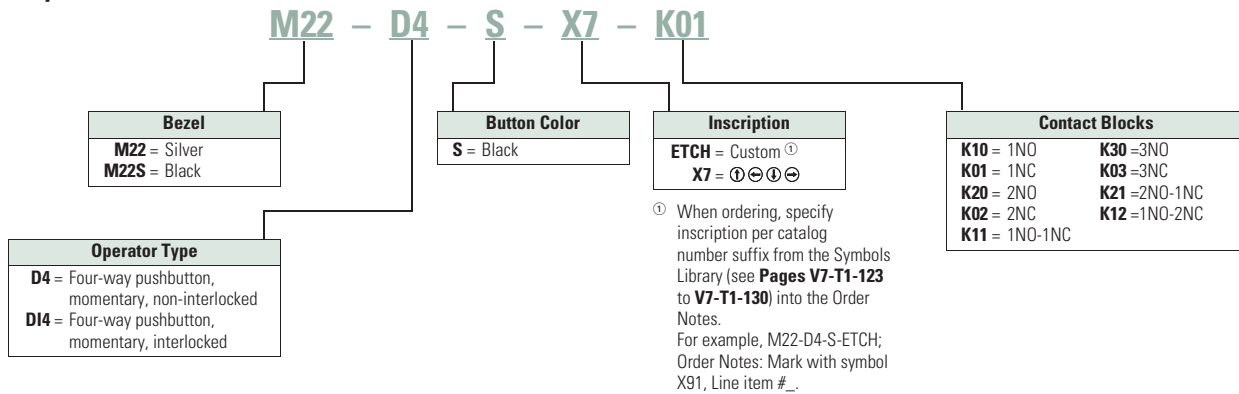 M22 – D4 – S – X7 – K01
Bezel
M22 = Silver
M22S = Black
Operator Type
D4 = Four-way pushbutton,
momentary, non-interlocked
DI4 = Four-way pushbutton,
momentary, interlocked
Button Color
S = Black
Inscription
ETCH = Custom ①
X7 = ↑ ← ↓ →
① When ordering, specify
inscription per catalog
number suffix from the Symbols
Library (see Pages V7-T1-123
to V7-T1-130) into the Order
Notes.
For example, M22-D4-S-ETCH;
Order Notes: Mark with symbol
X91, Line item #_.
Contact Blocks
K10 = 1NO
K01 = 1NC
K20 = 2NO
K02 = 2NC
K11 = 1NO-1NC
K30 =3NO
K03 =3NC
K21 =2NO-1NC
K12 =1NO-2NC